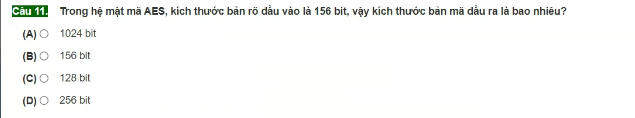 Câu 11. Trong hệ mật mã AES, kích thước bản rõ đầu vào là 156 bit, vậy kích thước bản mã đầu ra là bao nhiêu?
(A) 1024 bit
(B) 156 bit
(C) 128 bit
(D) 256 bit